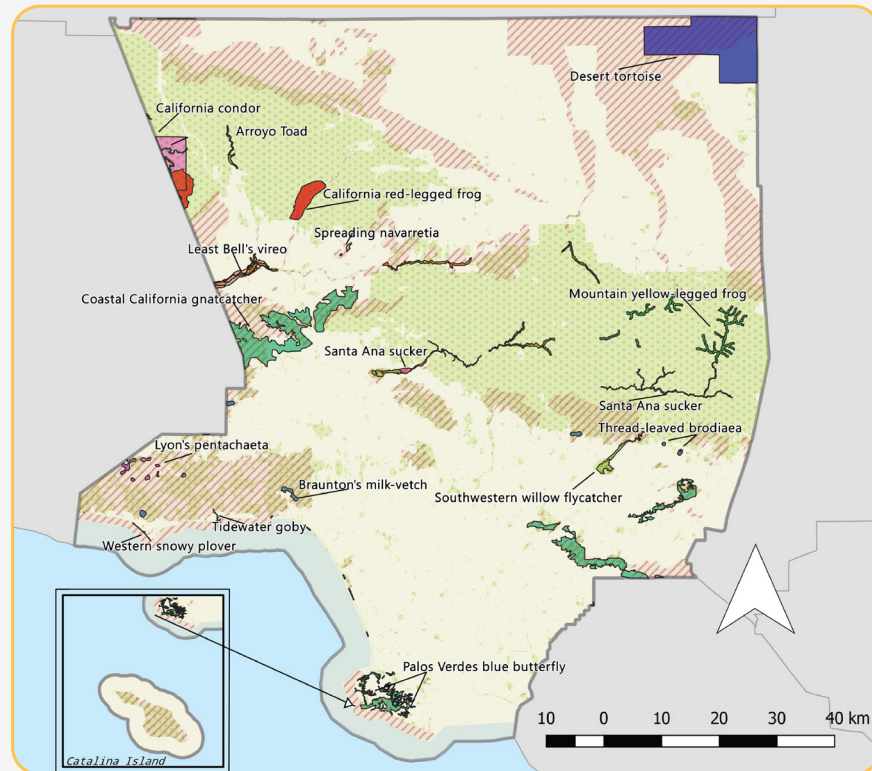 Desert tortoise
California condor
Arroyo Toad
California red-legged frog
Spreading navarretia
Least Bell's vireo
Coastal California gnatcatcher
Mountain yellow-legged frog
Santa Ana sucker
Santa Ana sucker
Thread-leaved brodiaea
Lyon's pentachaeta
Braunton's milk-vetch
Southwestern willow flycatcher
Tidewater goby
Western snowy plover
Palos Verdes blue butterfly
10 0 10 20 30 40 km
Catalina Island